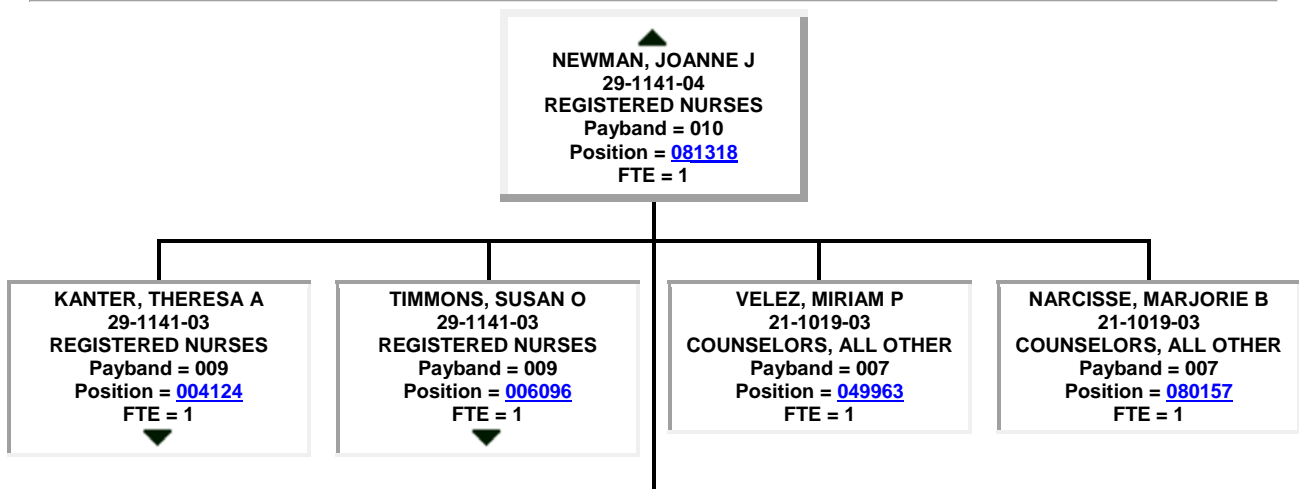 NEWMAN, JOANNE J
29-1141-04
REGISTERED NURSES
Payband = 010
Position = 081318
FTE = 1
KANTER, THERESA A
29-1141-03
REGISTERED NURSES
Payband = 009
Position = 004124
FTE = 1
TIMMONS, SUSAN O
29-1141-03
REGISTERED NURSES
Payband = 009
Position = 006096
FTE = 1
VELEZ, MIRIAM P
21-1019-03
COUNSELORS, ALL OTHER
Payband = 007
Position = 049963
FTE = 1
NARCISSE, MARJORIE B
21-1019-03
COUNSELORS, ALL OTHER
Payband = 007
Position = 080157
FTE = 1